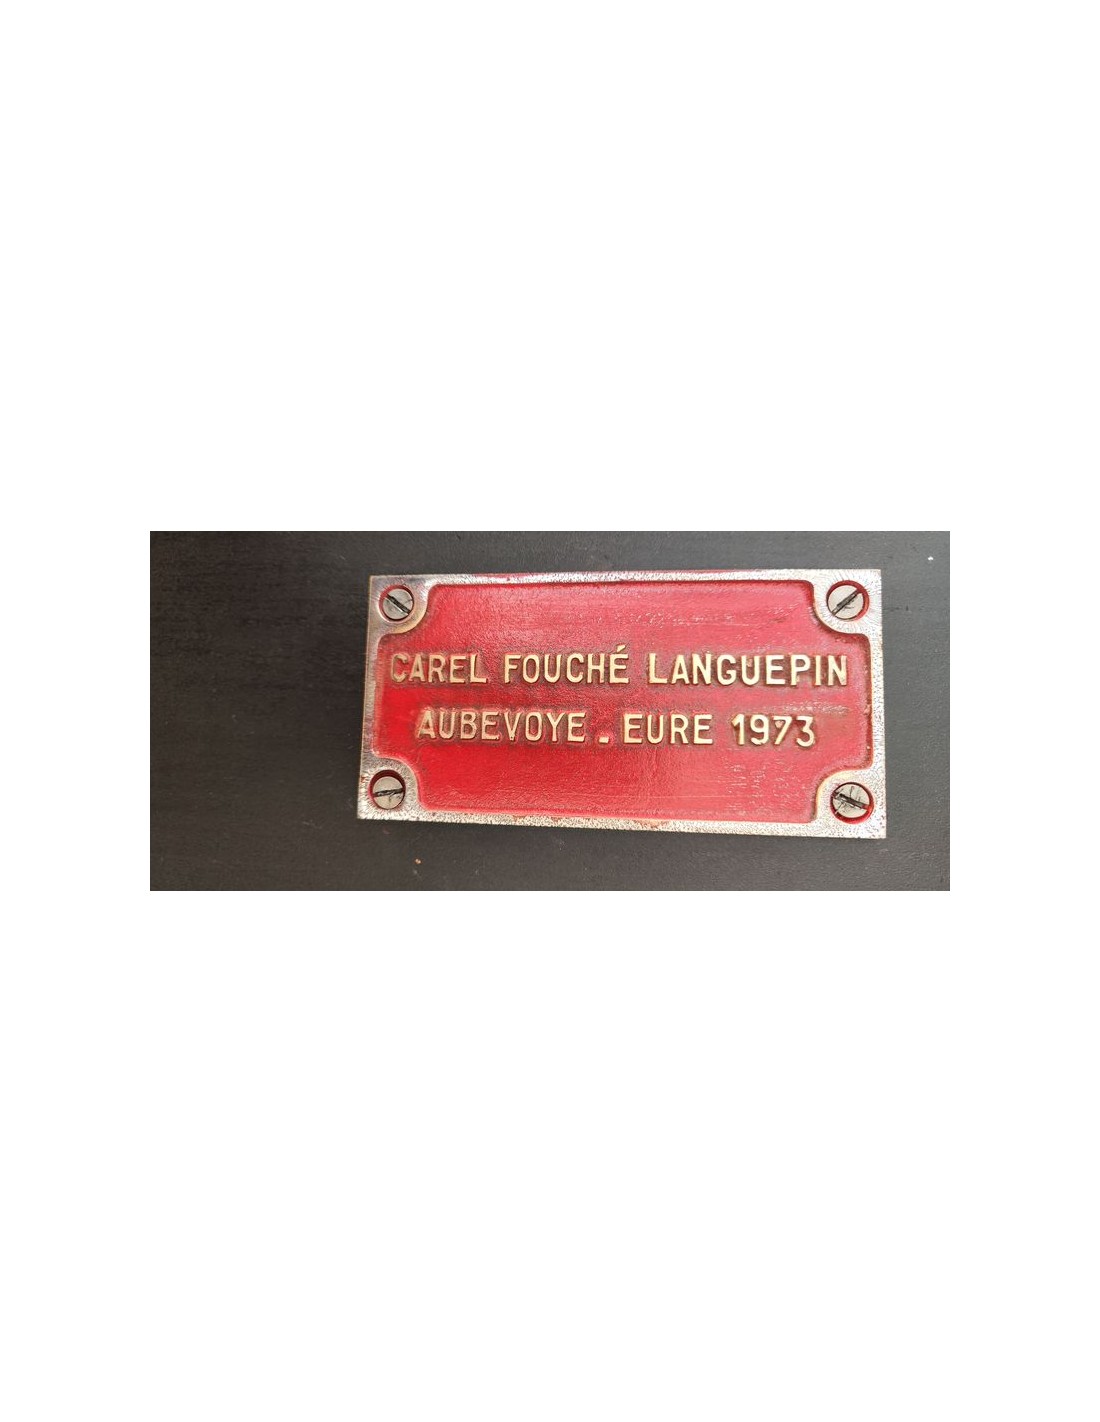 CAREL FOUCHÉ LANGUEPIN
AUBEVOYE . EURE 1973